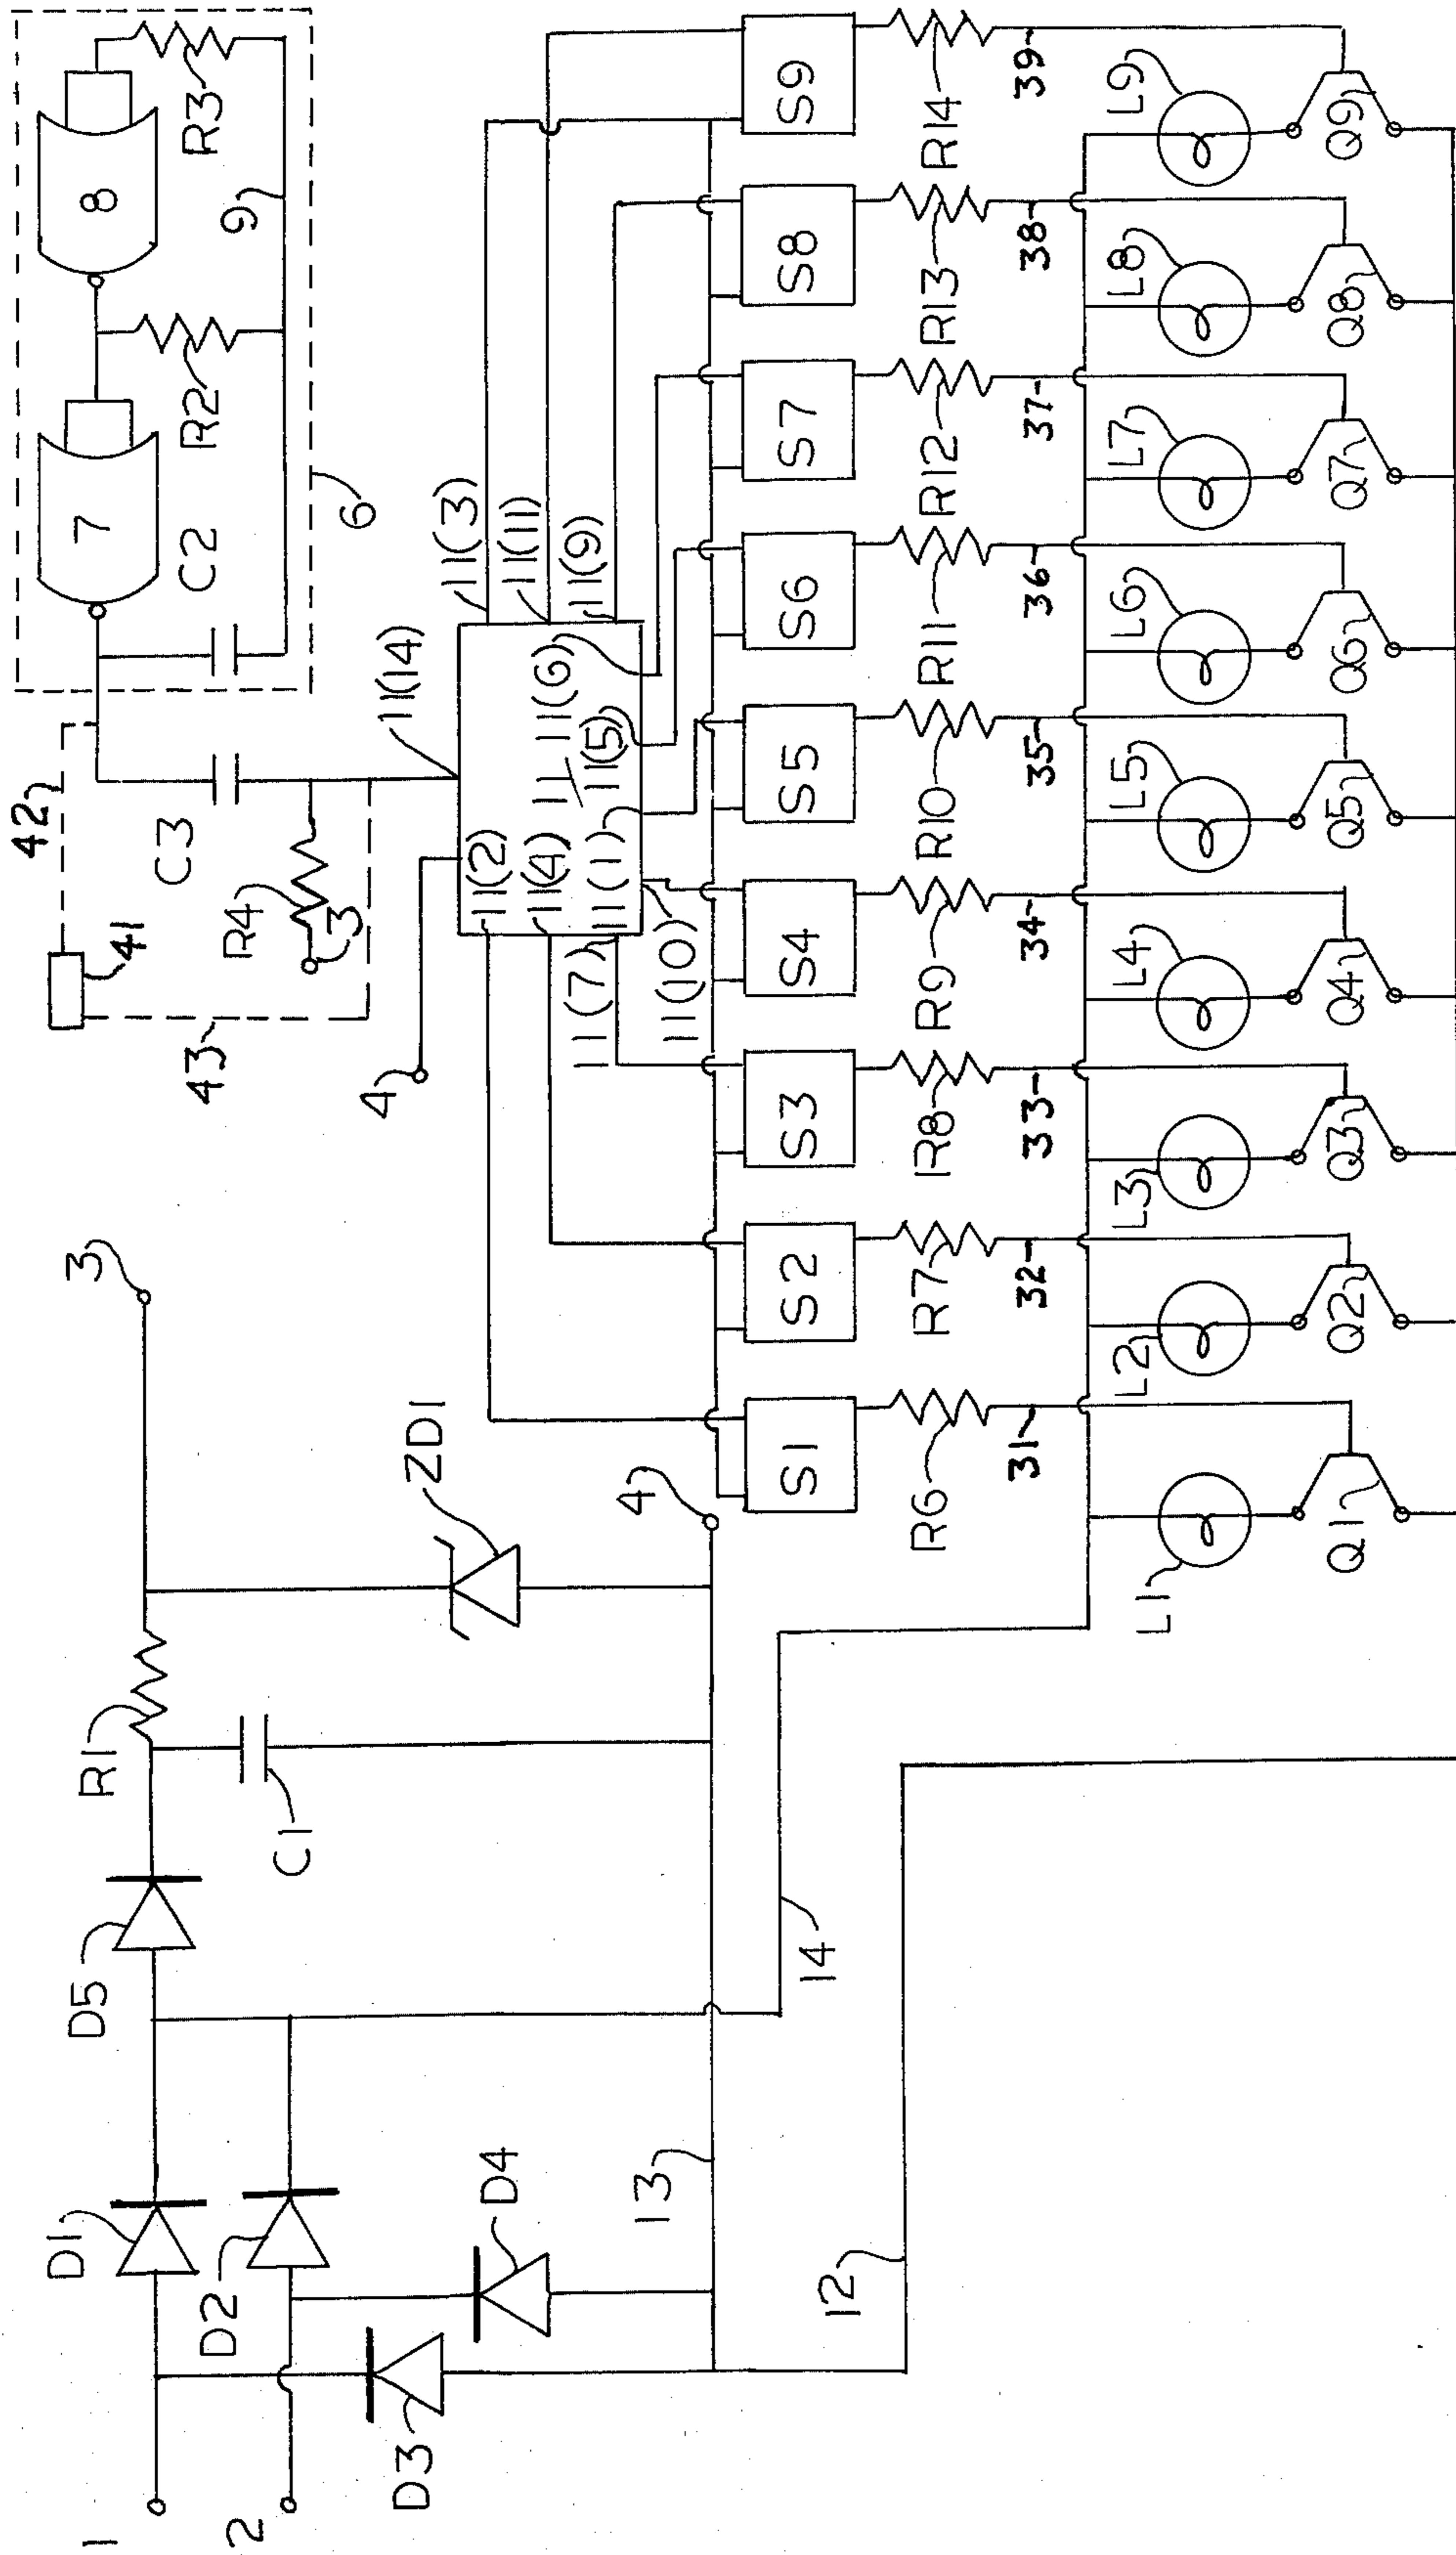 1
2
D1
D2
D3
D4
D5
R1
C1
ZD1
3
4
13
12
14
42
41
43
C3
R4
3
4
7
8
C2
R2
R3
9
6
11(14)
11(3)
11(11)
11(9)
11(6)
11(5)
11
11(2)
11(4)
11(1)
11(7)
11(10)
S1
S2
S3
S4
S5
S6
S7
S8
S9
R6
R7
R8
R9
R10
R11
R12
R13
R14
31
32
33
34
35
36
37
38
39
L1
L2
L3
L4
L5
L6
L7
L8
L9
Q1
Q2
Q3
Q4
Q5
Q6
Q7
Q8
Q9